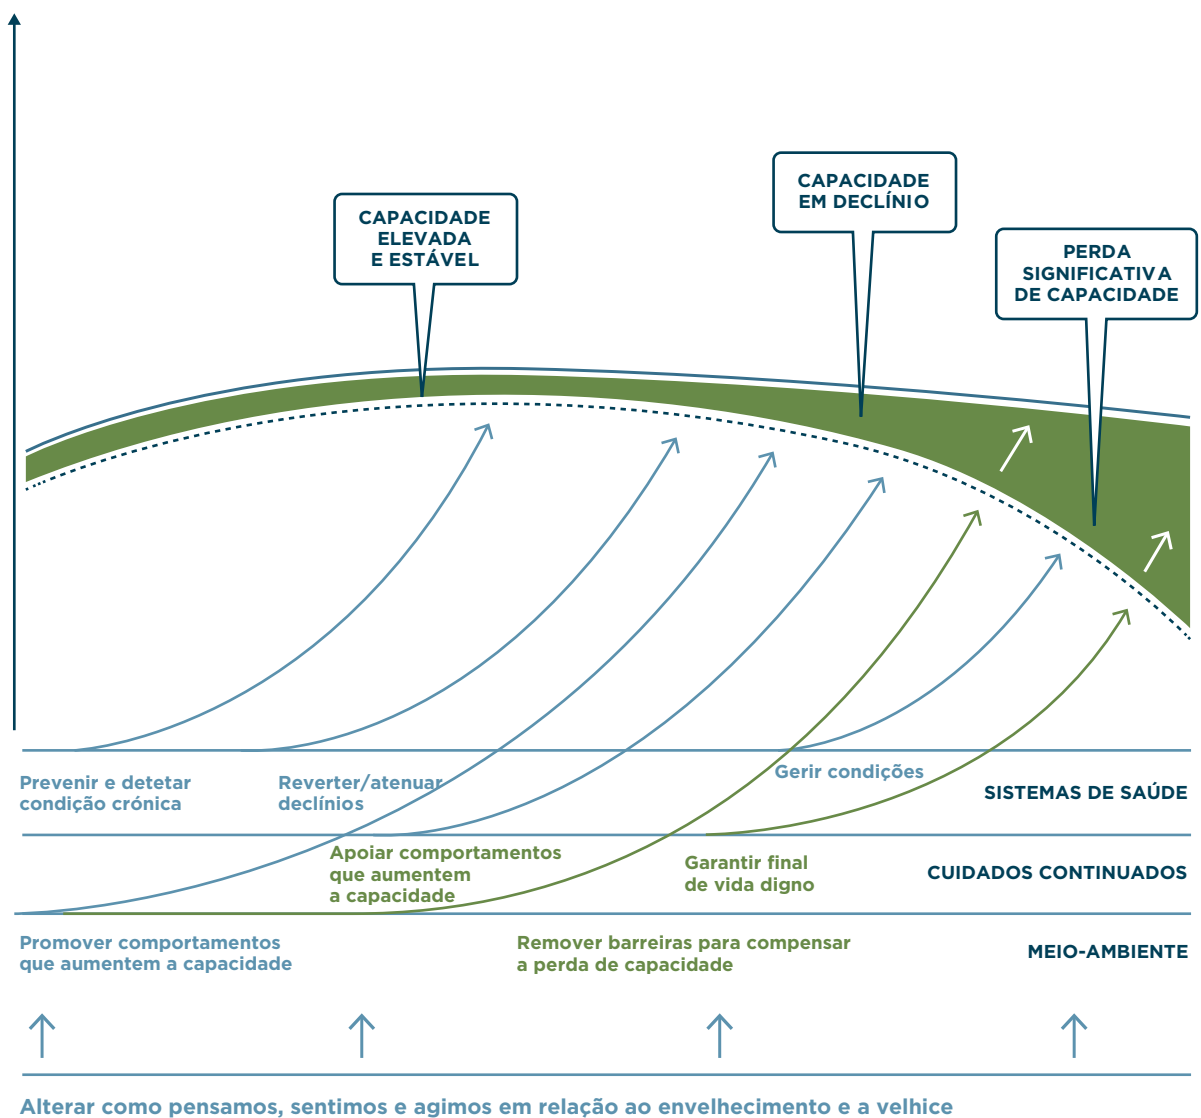 CAPACIDADE
ELEVADA
E ESTÁVEL
CAPACIDADE
EM DECLÍNIO
PERDA
SIGNIFICATIVA
DE CAPACIDADE
Prevenir e detetar
condição crónica
Reverter/atenuar
declínios
Gerir condições
SISTEMAS DE SAÚDE
Apoiar comportamentos
que aumentem
a capacidade
Garantir final
de vida digno
CUIDADOS CONTINUADOS
Promover comportamentos
que aumentem a capacidade
Remover barreiras para compensar
a perda de capacidade
MEIO-AMBIENTE
Alterar como pensamos, sentimos e agimos em relação ao envelhecimento e a velhice